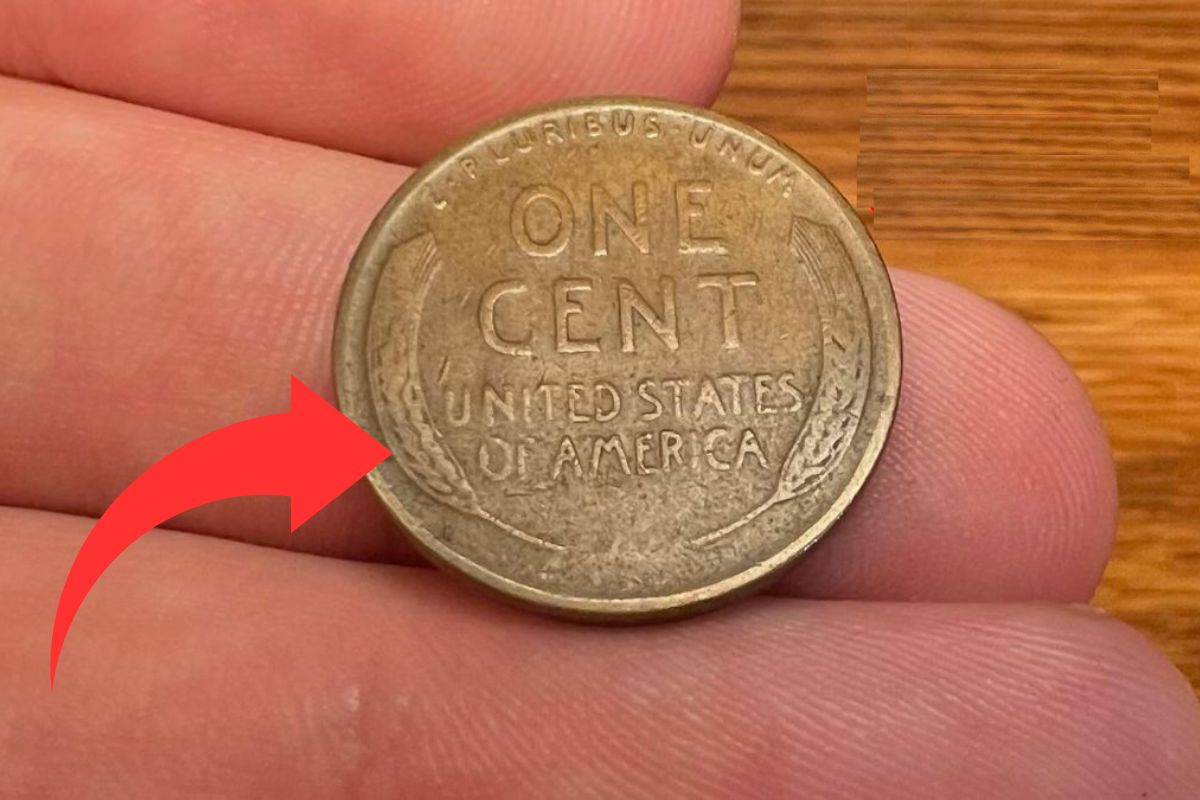 E·PLURIBUS·UNUM
ONE
CENT
UNITED STATES
OF AMERICA